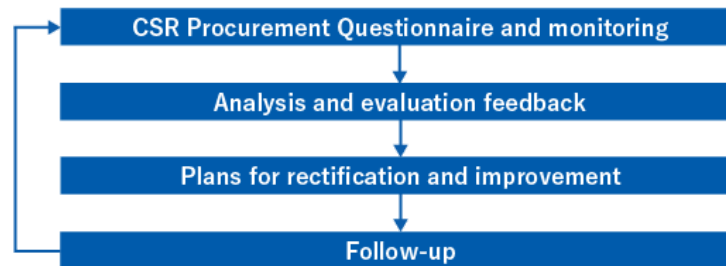 CSR Procurement Questionnaire and monitoring
Analysis and evaluation feedback
Plans for rectification and improvement
Follow-up